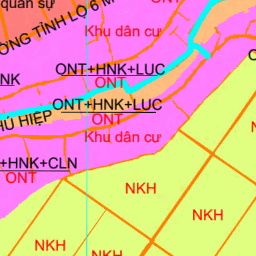 quân sự
ỜNG TỈNH LỘ 6 M
Khu dân cư
NK
ONT+HNK+LUC
ONT
ONT+HNK+LUC
ONT
HÚ HIỆP
Khu dân cư
+HNK+CLN
ONT
NKH
NKH
NKH
NKH